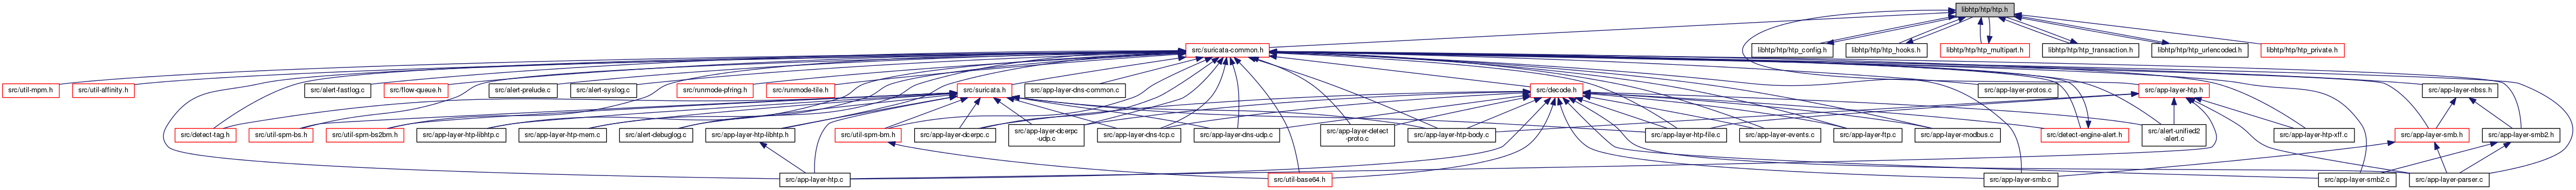 libhtp/htp/htp.h
src/suricata-common.h
libhtp/htp/htp_config.h
libhtp/htp/htp_hooks.h
libhtp/htp/htp_multipart.h
libhtp/htp/htp_transaction.h
libhtp/htp/htp_urlencoded.h
libhtp/htp/htp_private.h
src/util-mpm.h
src/util-affinity.h
src/alert-fastlog.c
src/flow-queue.h
src/alert-prelude.c
src/alert-syslog.c
src/runmode-pfring.h
src/runmode-tile.h
src/app-layer-dns-common.c
src/suricata.h
src/decode.h
src/app-layer-protos.c
src/app-layer-htp.h
src/app-layer-nbss.h
src/detect-tag.h
src/util-spm-bs.h
src/util-spm-bs2bm.h
src/app-layer-htp-libhtp.c
src/app-layer-htp-mem.c
src/alert-debuglog.c
src/app-layer-htp-libhtp.h
src/util-spm-bm.h
src/app-layer-dcerpc.c
src/app-layer-dcerpc
-udp.c
src/app-layer-dns-tcp.c
src/app-layer-dns-udp.c
src/app-layer-detect
-proto.c
src/app-layer-htp-body.c
src/app-layer-htp-file.c
src/app-layer-events.c
src/app-layer-ftp.c
src/app-layer-modbus.c
src/detect-engine-alert.h
src/alert-unified2
-alert.c
src/app-layer-htp-xff.c
src/app-layer-smb.h
src/app-layer-smb2.h
src/app-layer-htp.c
src/util-base64.h
src/app-layer-smb.c
src/app-layer-smb2.c
src/app-layer-parser.c